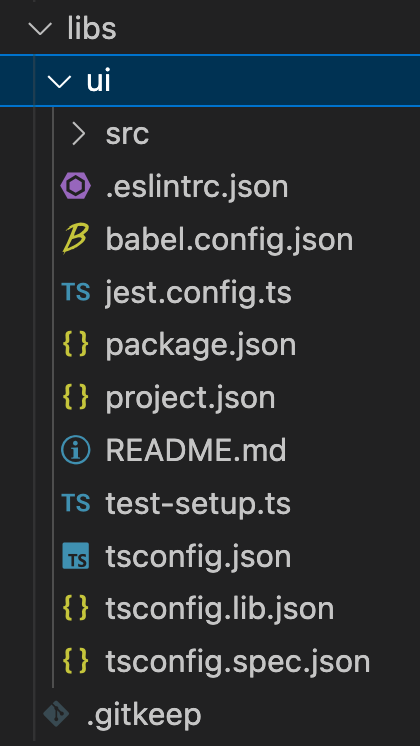 libs
ui
src
.eslintrc.json
babel.config.json
TS jest.config.ts
{} package.json
{} project.json
README.md
TS test-setup.ts
TS tsconfig.json
{} tsconfig.lib.json
{} tsconfig.spec.json
.gitkeep